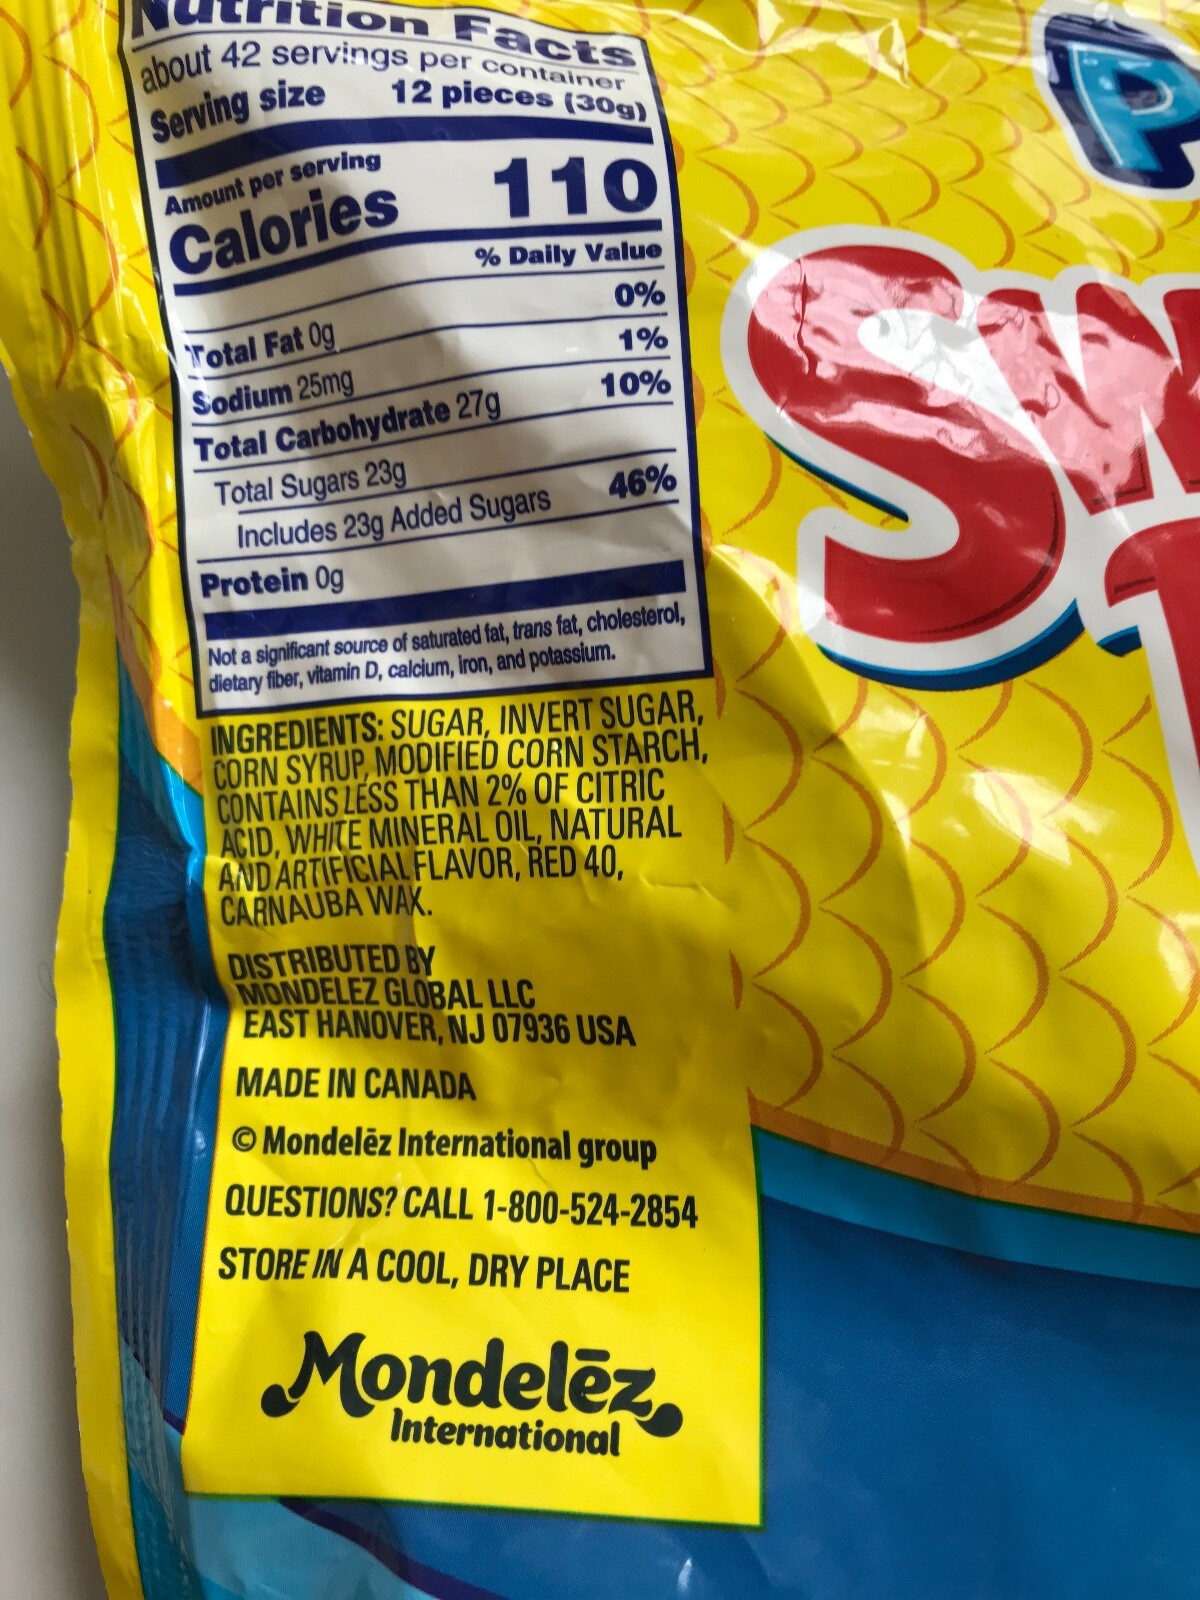 Nutrition Facts
about 42 servings per container
Serving size 12 pieces (30g)
Amount per serving
Calories 110
% Daily Value
Total Fat 0g 0%
Sodium 25mg 1%
Total Carbohydrate 27g 10%
Total Sugars 23g
Includes 23g Added Sugars 46%
Protein 0g
Not a significant source of saturated fat, trans fat, cholesterol,
dietary fiber, vitamin D, calcium, iron, and potassium.
INGREDIENTS: SUGAR, INVERT SUGAR,
CORN SYRUP, MODIFIED CORN STARCH,
CONTAINS LESS THAN 2% OF CITRIC
ACID, WHITE MINERAL OIL, NATURAL
AND ARTIFICIAL FLAVOR, RED 40,
CARNAUBA WAX.
DISTRIBUTED BY
MONDELEZ GLOBAL LLC
EAST HANOVER, NJ 07936 USA
MADE IN CANADA
© Mondelēz International group
QUESTIONS? CALL 1-800-524-2854
STORE IN A COOL, DRY PLACE
Mondelēz
International
P
Sw